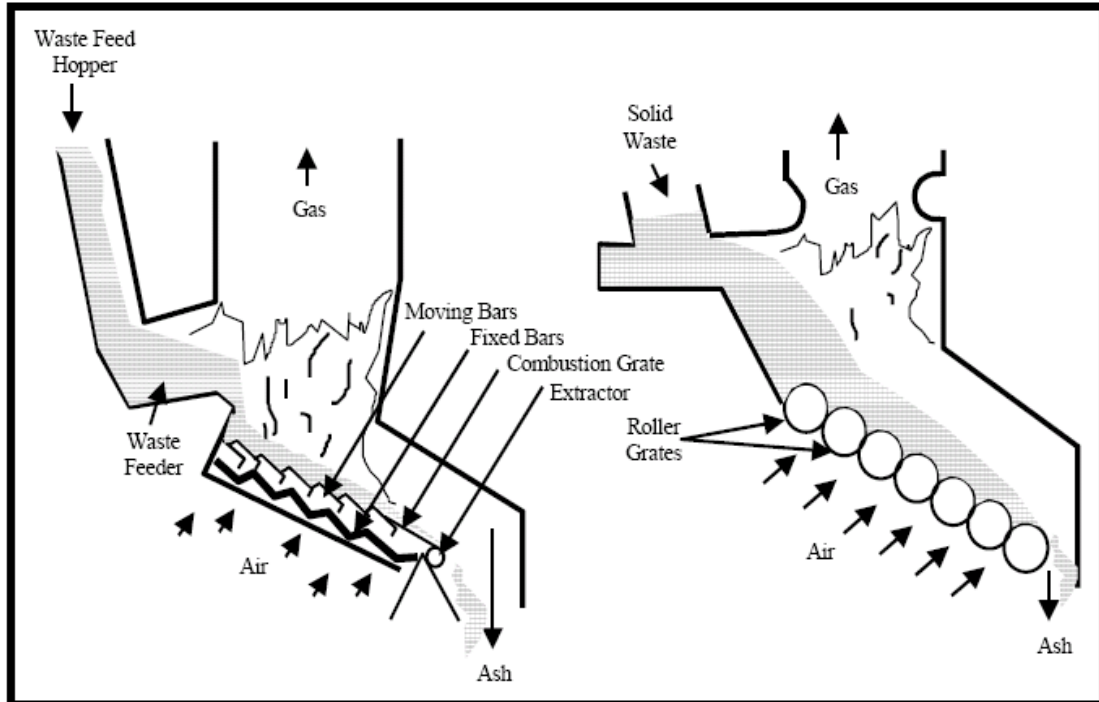 Waste Feed
Hopper
Gas
Moving Bars
Fixed Bars
Combustion Grate
Extractor
Waste
Feeder
Air
Ash
Solid
Waste
Gas
Roller
Grates
Air
Ash